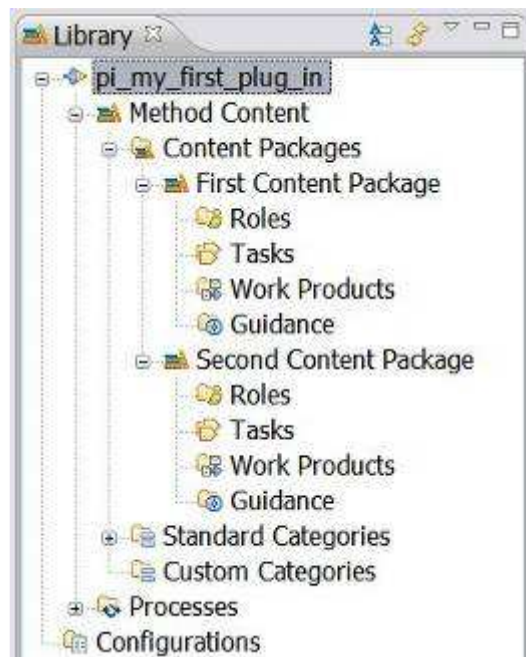 Library
pi_my_first_plug_in
Method Content
Content Packages
First Content Package
Roles
Tasks
Work Products
Guidance
Second Content Package
Roles
Tasks
Work Products
Guidance
Standard Categories
Custom Categories
Processes
Configurations